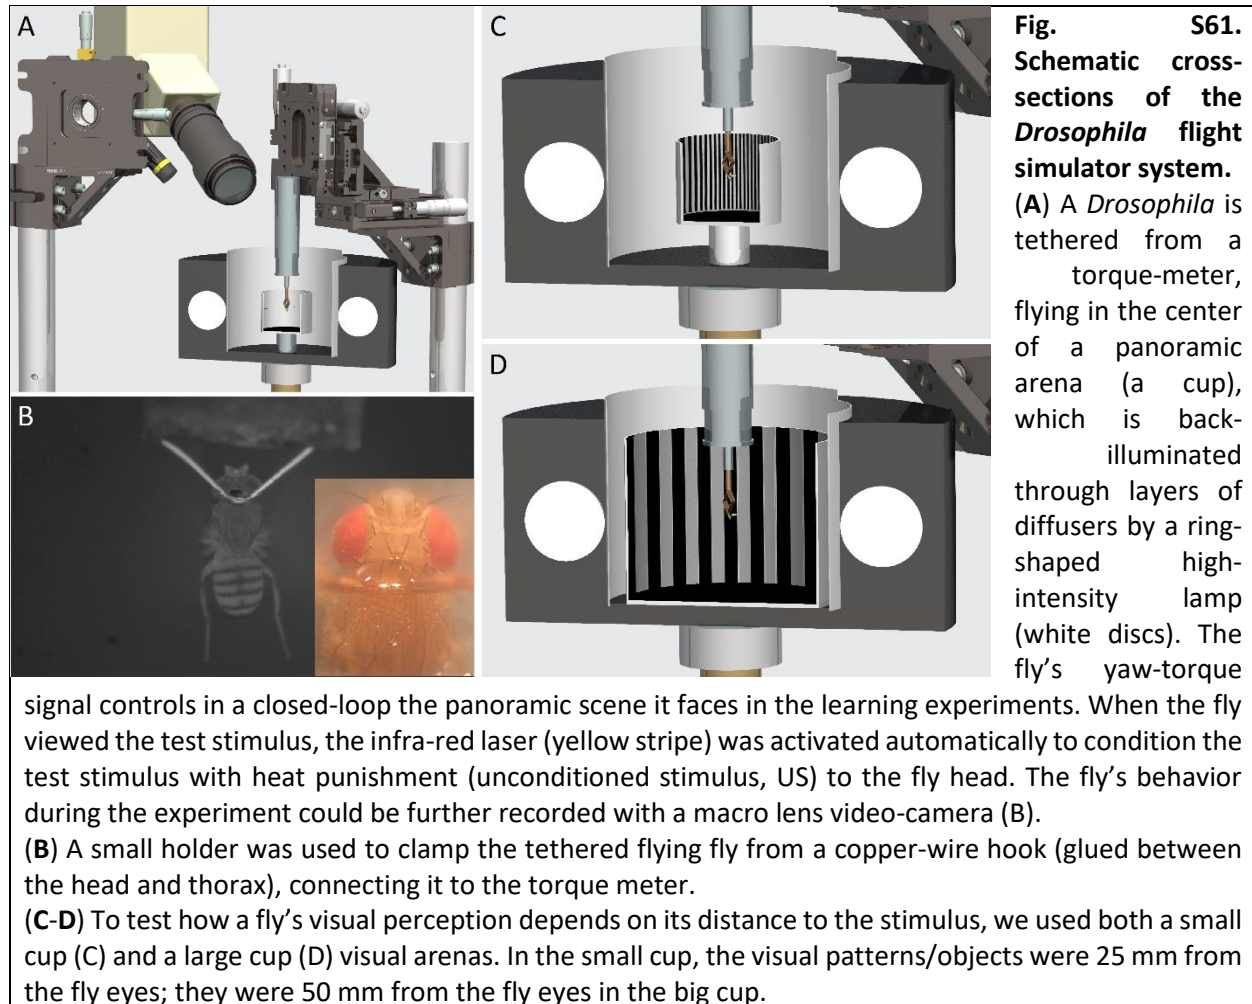 A
C
D
B
Fig. S61.
Schematic cross-
sections of the
Drosophila flight
simulator system.
(A) A Drosophila is
tethered from a
torque-meter,
flying in the center
of a panoramic
arena (a cup),
which is back-
illuminated
through layers of
diffusers by a ring-
shaped high-
intensity lamp
(white discs). The
fly’s yaw-torque
signal controls in a closed-loop the panoramic scene it faces in the learning experiments. When the fly
viewed the test stimulus, the infra-red laser (yellow stripe) was activated automatically to condition the
test stimulus with heat punishment (unconditioned stimulus, US) to the fly head. The fly’s behavior
during the experiment could be further recorded with a macro lens video-camera (B).
(B) A small holder was used to clamp the tethered flying fly from a copper-wire hook (glued between
the head and thorax), connecting it to the torque meter.
(C-D) To test how a fly’s visual perception depends on its distance to the stimulus, we used both a small
cup (C) and a large cup (D) visual arenas. In the small cup, the visual patterns/objects were 25 mm from
the fly eyes; they were 50 mm from the fly eyes in the big cup.